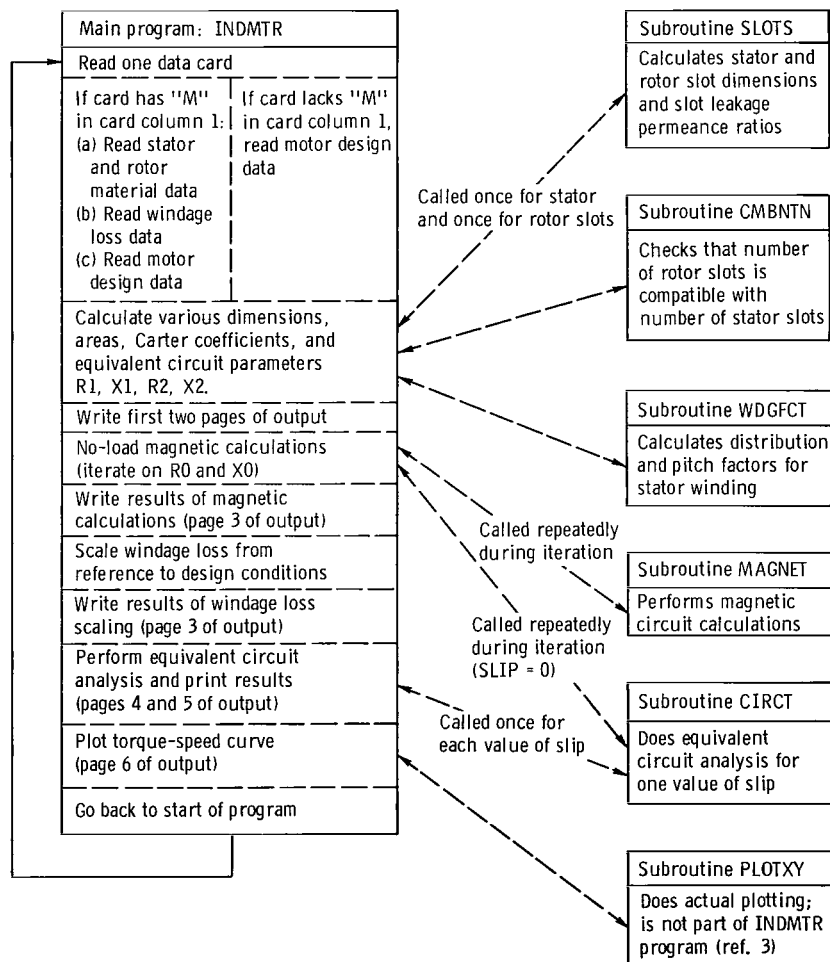 Main program: INDMTR
Read one data card
If card has "M"
in card column 1:
(a) Read stator
and rotor
material data
(b) Read windage
loss data
(c) Read motor
design data
If card lacks "M"
in card column 1,
read motor design
data
Calculate various dimensions,
areas, Carter coefficients, and
equivalent circuit parameters
R1, X1, R2, X2.
Write first two pages of output
No-load magnetic calculations
(iterate on R0 and X0)
Write results of magnetic
calculations (page 3 of output)
Scale windage loss from
reference to design conditions
Write results of windage loss
scaling (page 3 of output)
Perform equivalent circuit
analysis and print results
(pages 4 and 5 of output)
Plot torque-speed curve
(page 6 of output)
Go back to start of program
Called once for stator
and once for rotor slots
Called repeatedly
during iteration
Called repeatedly
during iteration
(SLIP = 0)
Called once for
each value of slip
Subroutine SLOTS
Calculates stator and
rotor slot dimensions
and slot leakage
permeance ratios
Subroutine CMBNTN
Checks that number
of rotor slots is
compatible with
number of stator slots
Subroutine WDGFCT
Calculates distribution
and pitch factors for
stator winding
Subroutine MAGNET
Performs magnetic
circuit calculations
Subroutine CIRCT
Does equivalent
circuit analysis for
one value of slip
Subroutine PLOTXY
Does actual plotting;
is not part of INDMTR
program (ref. 3)